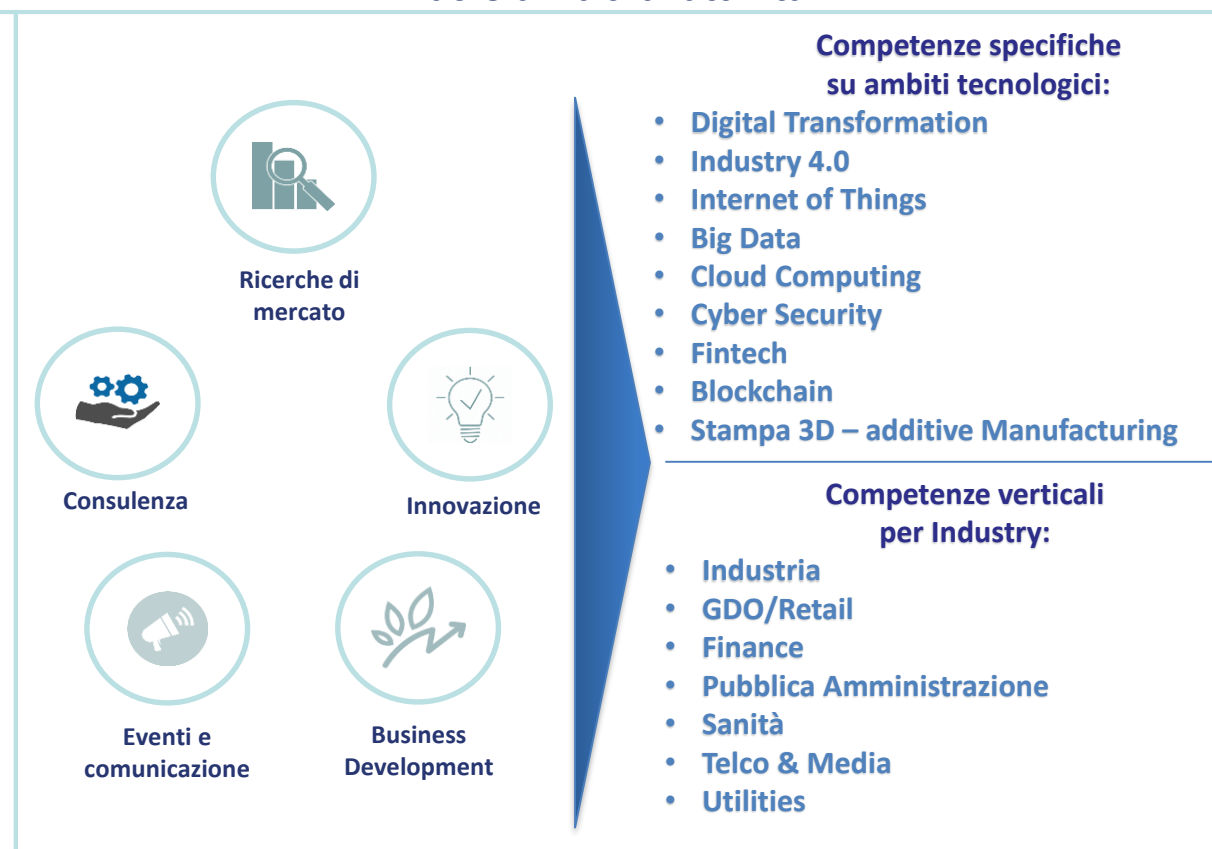 Ricerche di
mercato
Consulenza
Innovazione
Eventi e
comunicazione
Business
Development
Competenze specifiche
su ambiti tecnologici:
• Digital Transformation
• Industry 4.0
• Internet of Things
• Big Data
• Cloud Computing
• Cyber Security
• Fintech
• Blockchain
• Stampa 3D – additive Manufacturing
Competenze verticali
per Industry:
• Industria
• GDO/Retail
• Finance
• Pubblica Amministrazione
• Sanità
• Telco & Media
• Utilities